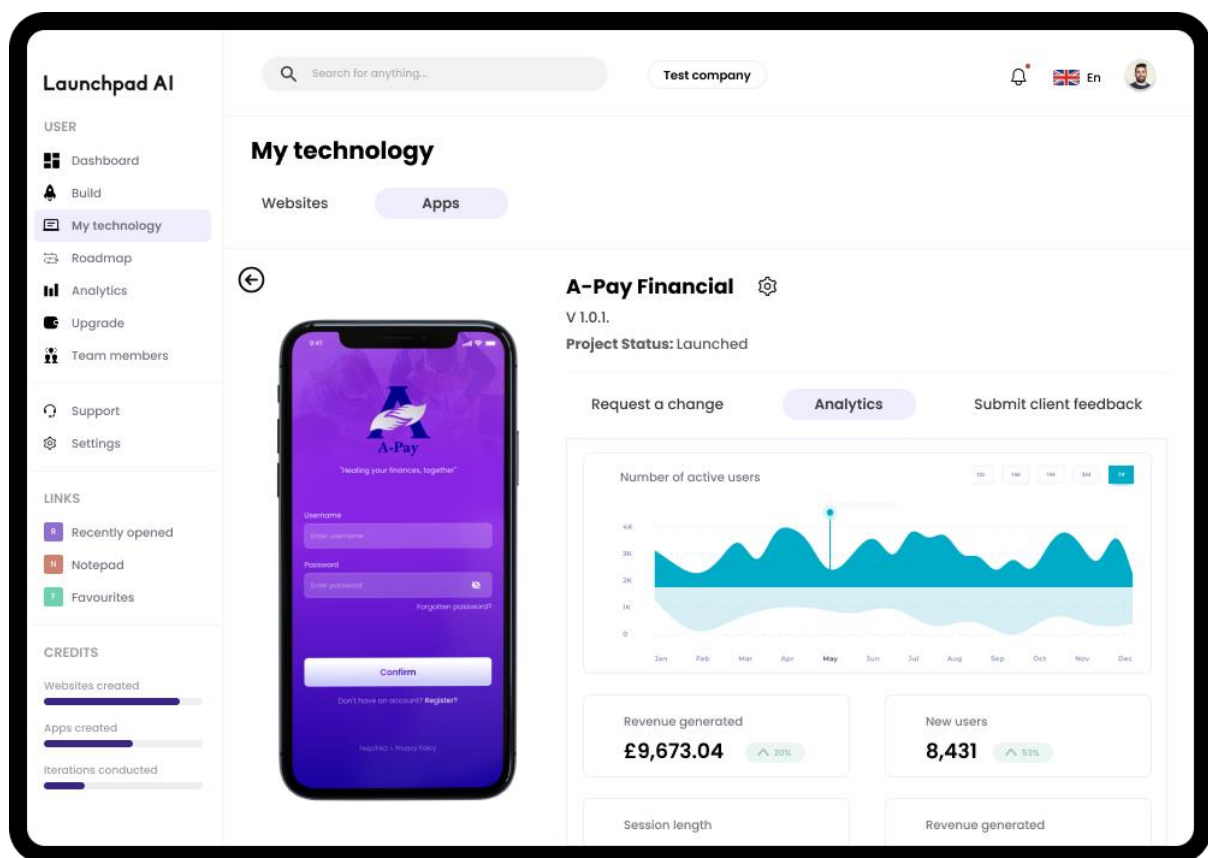 Launchpad AI
USER
Dashboard
Build
My technology
Roadmap
Analytics
Upgrade
Team members
Support
Settings
LINKS
R Recently opened
N Notepad
F Favourites
CREDITS
Websites created
Apps created
Iterations conducted
Search for anything...
Test company
En
My technology
Websites
Apps
9:41
A-Pay
"Healing your finances, together"
Username
Enter username
Password
Enter password
Forgotten password?
Confirm
Don't have an account? Register?
Help/FAQ
Privacy Policy
A-Pay Financial
V 1.0.1.
Project Status: Launched
Request a change
Analytics
Submit client feedback
Number of active users
1D 1W 1M 1Y
4K
3K
2K
1K
0
Jan Feb Mar Apr May Jun Jul Aug Sep Oct Nov Dec
Revenue generated
£9,673.04
20%
New users
8,431
53%
Session length
Revenue generated